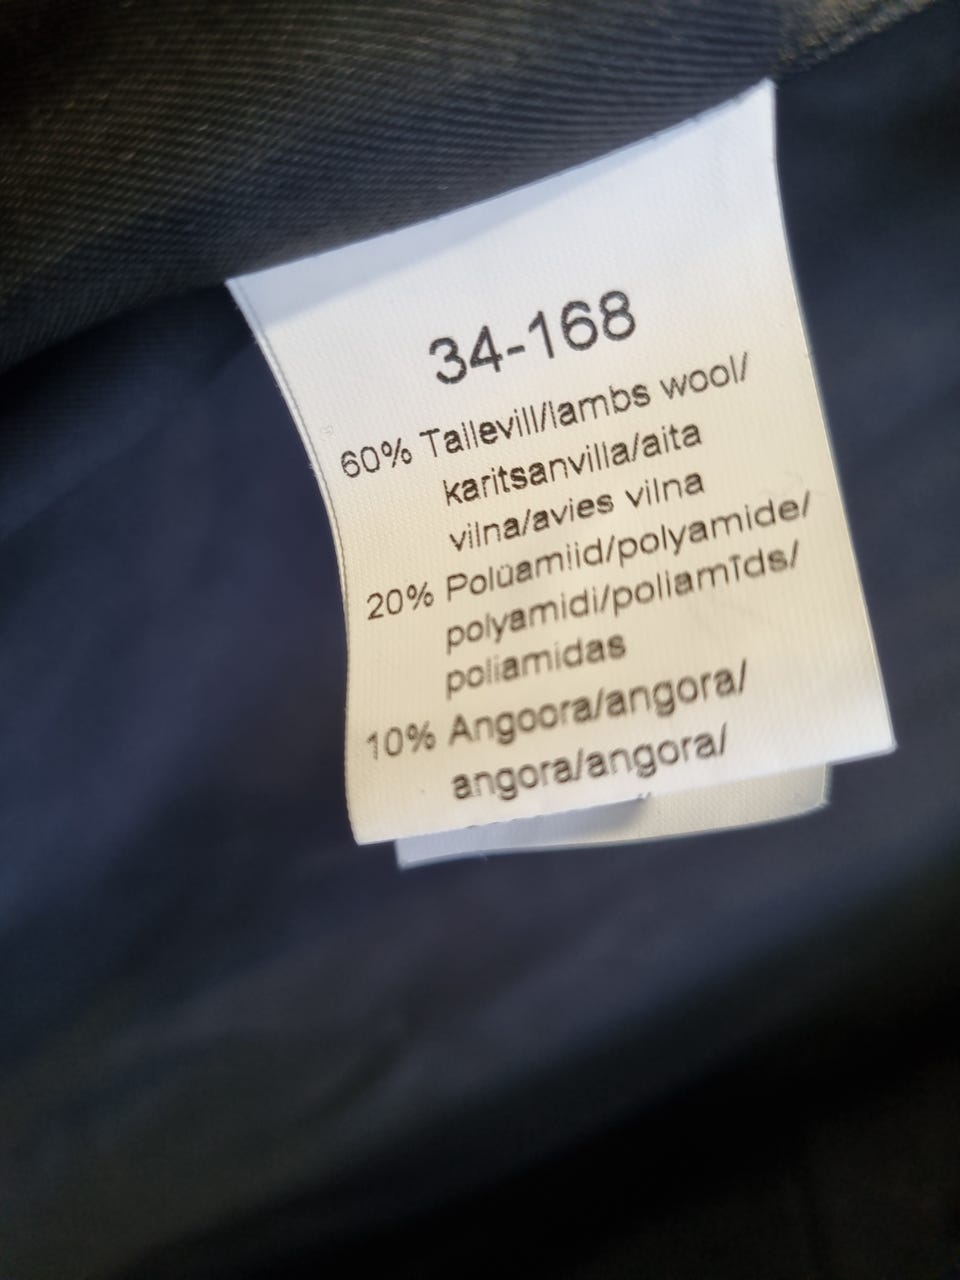 34-168
60% Tallevill/lambs wool/
karitsanvilla/aita
vilna/avies vilna
20% Polüamiid/polyamide/
polyamidi/poliamīds/
poliamidas
10% Angoora/angora/
angora/angora/